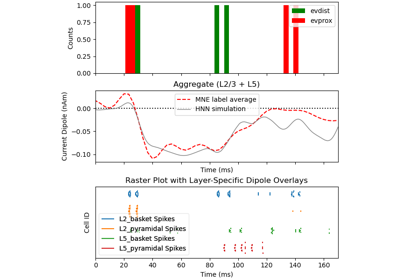 1.00
0.75
0.50
0.25
0.00
Counts
evdist
evprox
Aggregate (L2/3 + L5)
0.00
−0.05
−0.10
Current Dipole (nAm)
MNE label average
HNN simulation
Time (ms)
Raster Plot with Layer-Specific Dipole Overlays
Cell ID
L2_basket Spikes
L2_pyramidal Spikes
L5_basket Spikes
L5_pyramidal Spikes
0 20 40 60 80 100 120 140 160
Time (ms)